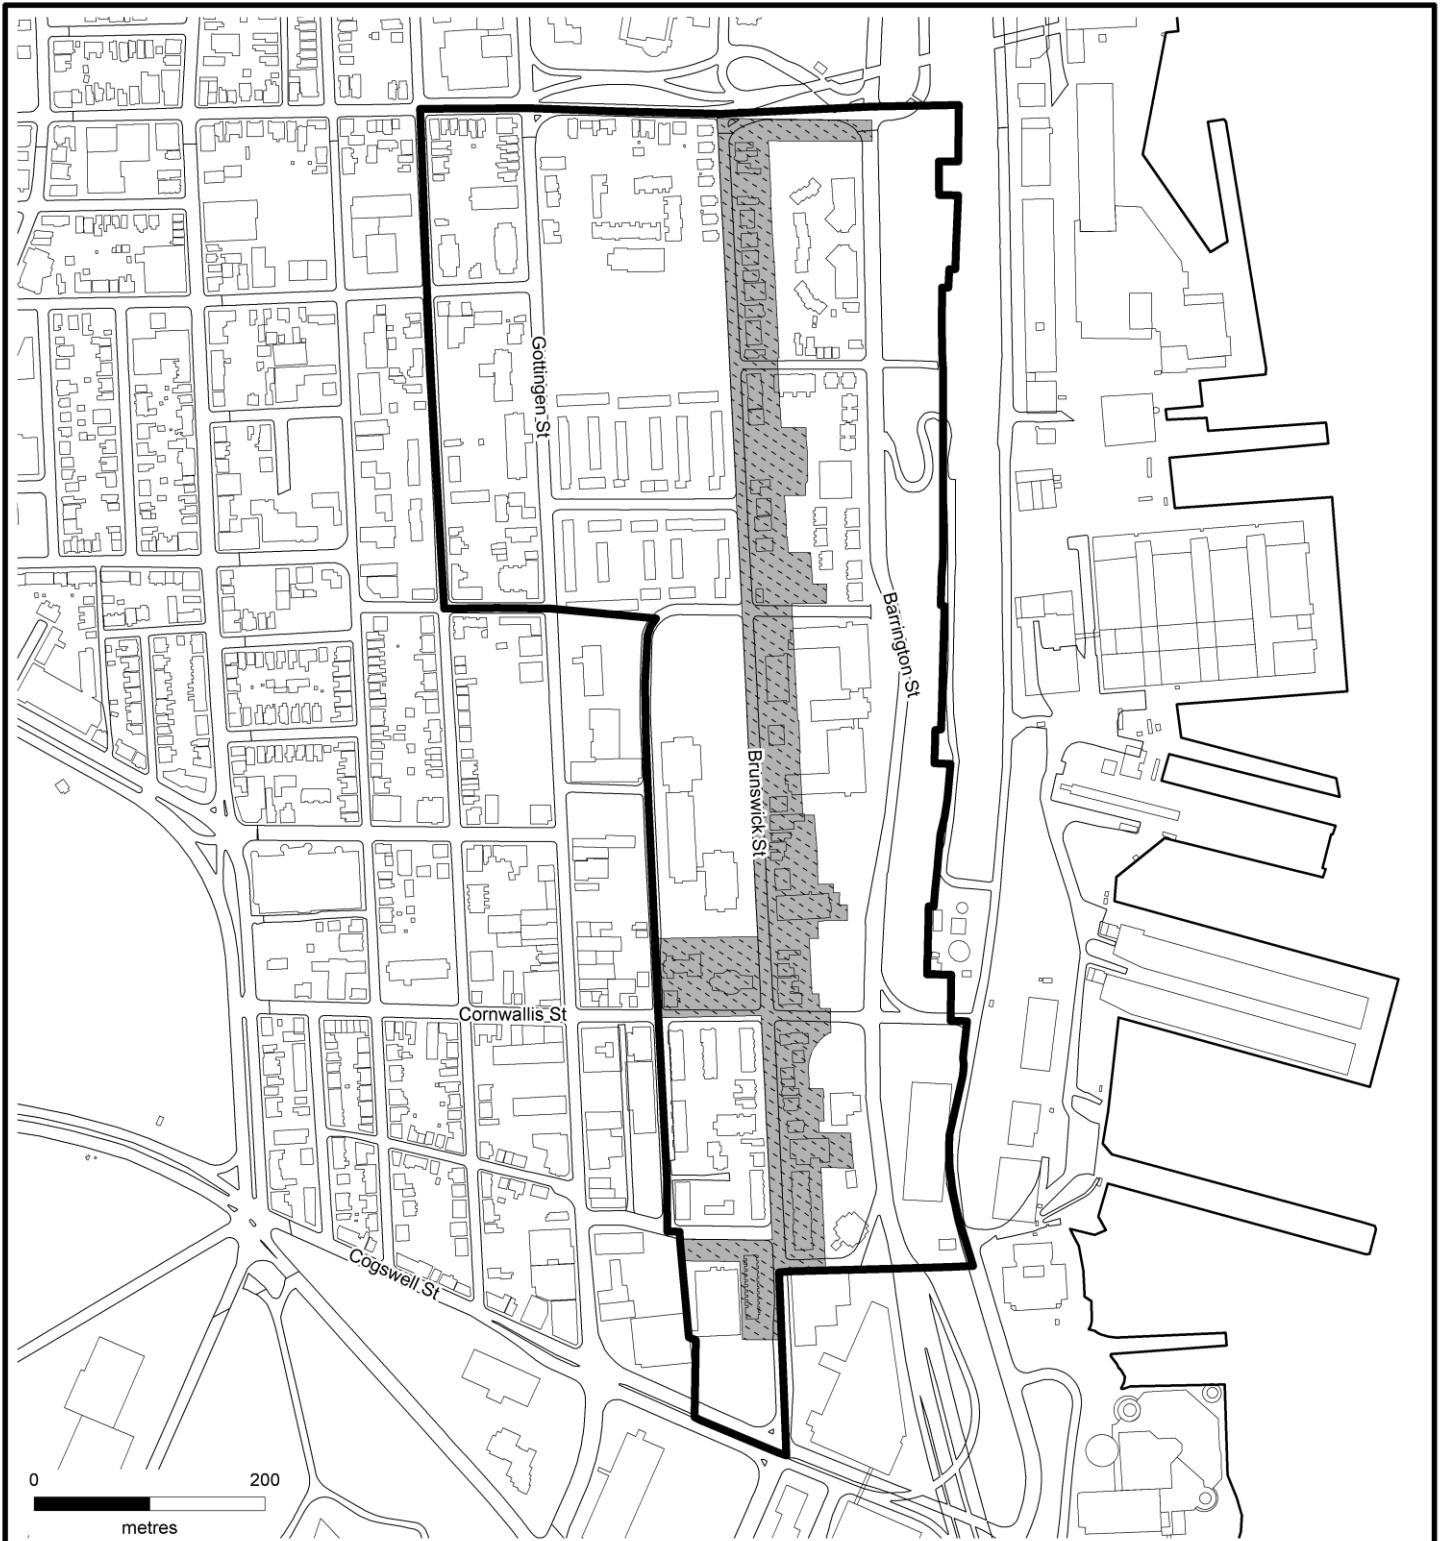 Gottingen St
Barrington St
Brunswick St
Cornwallis St
Cogswell St
0 200
metres